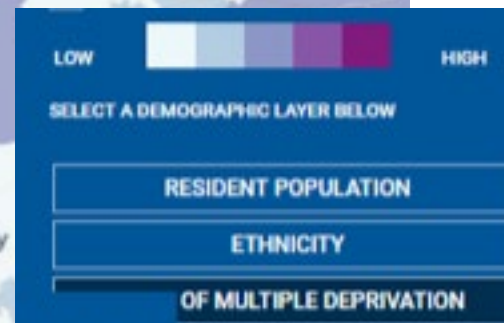 LOW HIGH
SELECT A DEMOGRAPHIC LAYER BELOW
RESIDENT POPULATION
ETHNICITY
OF MULTIPLE DEPRIVATION